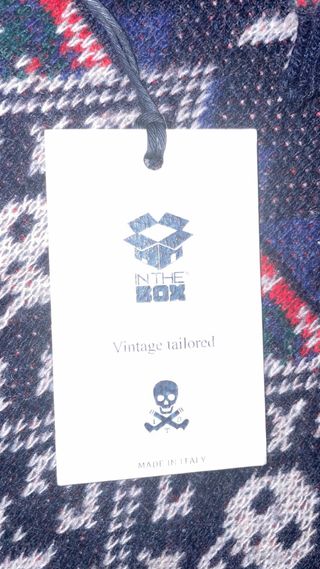 IN THE
BOX
Vintage tailored
MADE IN ITALY